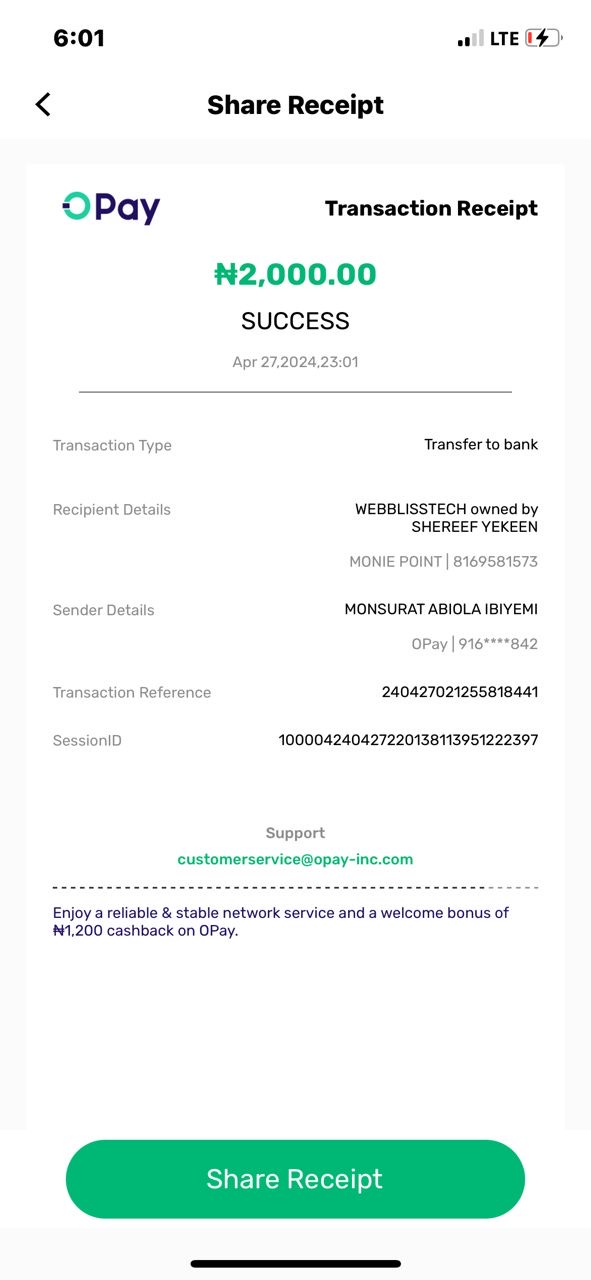 6:01 LTE
Share Receipt
OPay Transaction Receipt
₦2,000.00
SUCCESS
Apr 27,2024,23:01
Transaction Type Transfer to bank
Recipient Details WEBBLISSTECH owned by
SHEREEF YEKEEN
MONIE POINT | 8169581573
Sender Details MONSURAT ABIOLA IBIYEMI
OPay | 916****842
Transaction Reference 240427021255818441
SessionID 100004240427220138113951222397
Support
customerservice@opay-inc.com
Enjoy a reliable & stable network service and a welcome bonus of
₦1,200 cashback on OPay.
Share Receipt